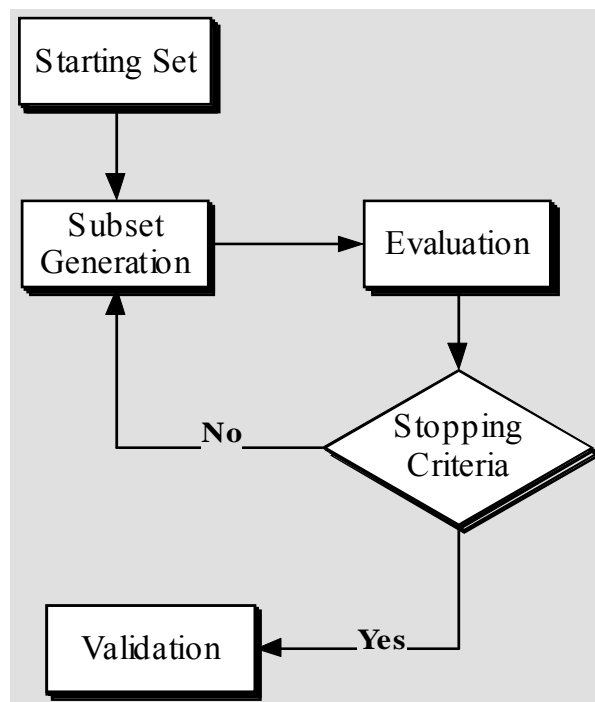 Starting Set
Subset
Generation
Evaluation
Stopping
Criteria
No
Yes
Validation